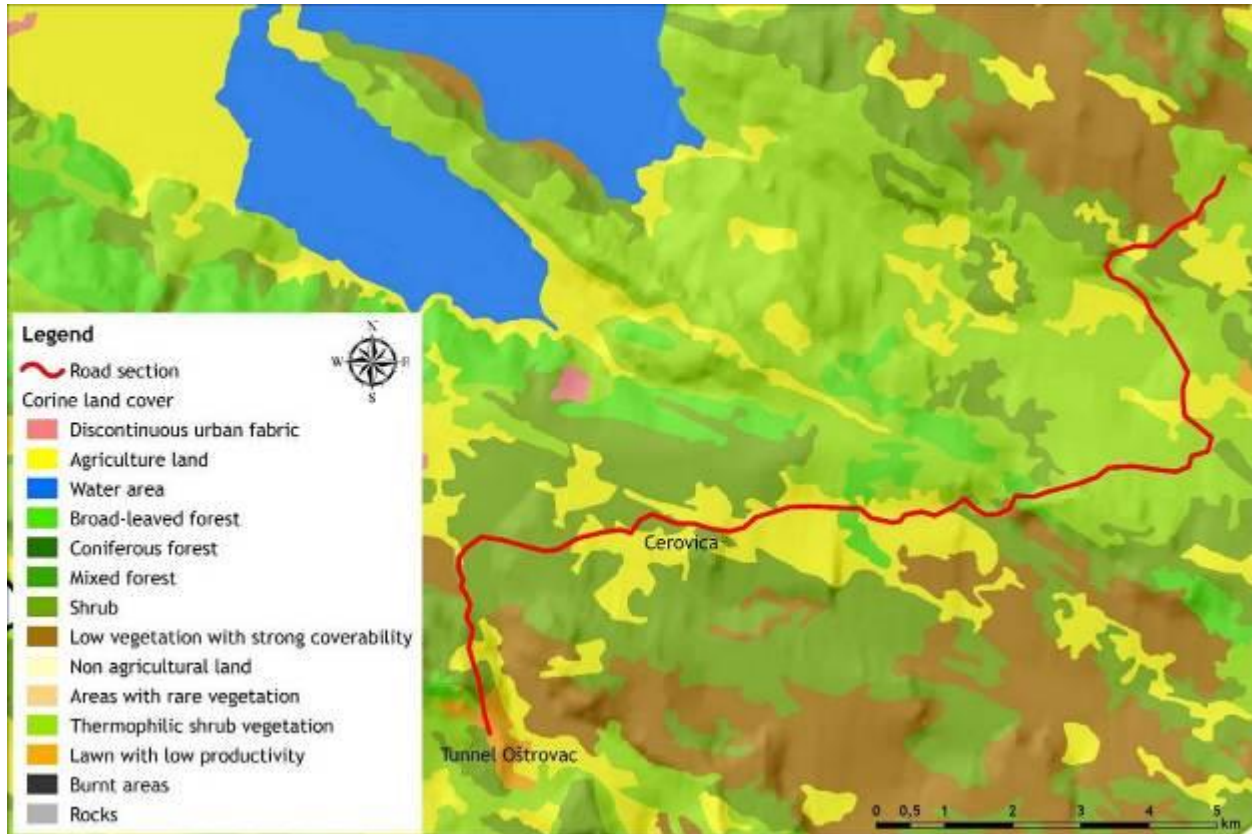 Legend
N
W E
S
Road section
Corine land cover
Discontinuous urban fabric
Agriculture land
Water area
Broad-leaved forest
Coniferous forest
Mixed forest
Shrub
Low vegetation with strong coverability
Non agricultural land
Areas with rare vegetation
Thermophilic shrub vegetation
Lawn with low productivity
Burnt areas
Rocks
Cerovica
Tunnel Oštrovac
0 0,5 1 2 3 4 5
km